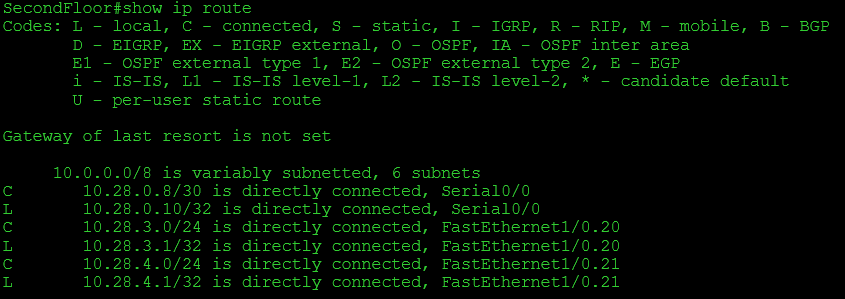 SecondFloor#show ip route
Codes: L - local, C - connected, S - static, I - IGRP, R - RIP, M - mobile, B - BGP
D - EIGRP, EX - EIGRP external, O - OSPF, IA - OSPF inter area
E1 - OSPF external type 1, E2 - OSPF external type 2, E - EGP
i - IS-IS, L1 - IS-IS level-1, L2 - IS-IS level-2, * - candidate default
U - per-user static route
Gateway of last resort is not set
10.0.0.0/8 is variably subnetted, 6 subnets
C 10.28.0.8/30 is directly connected, Serial0/0
L 10.28.0.10/32 is directly connected, Serial0/0
C 10.28.3.0/24 is directly connected, FastEthernet1/0.20
L 10.28.3.1/32 is directly connected, FastEthernet1/0.20
C 10.28.4.0/24 is directly connected, FastEthernet1/0.21
L 10.28.4.1/32 is directly connected, FastEthernet1/0.21